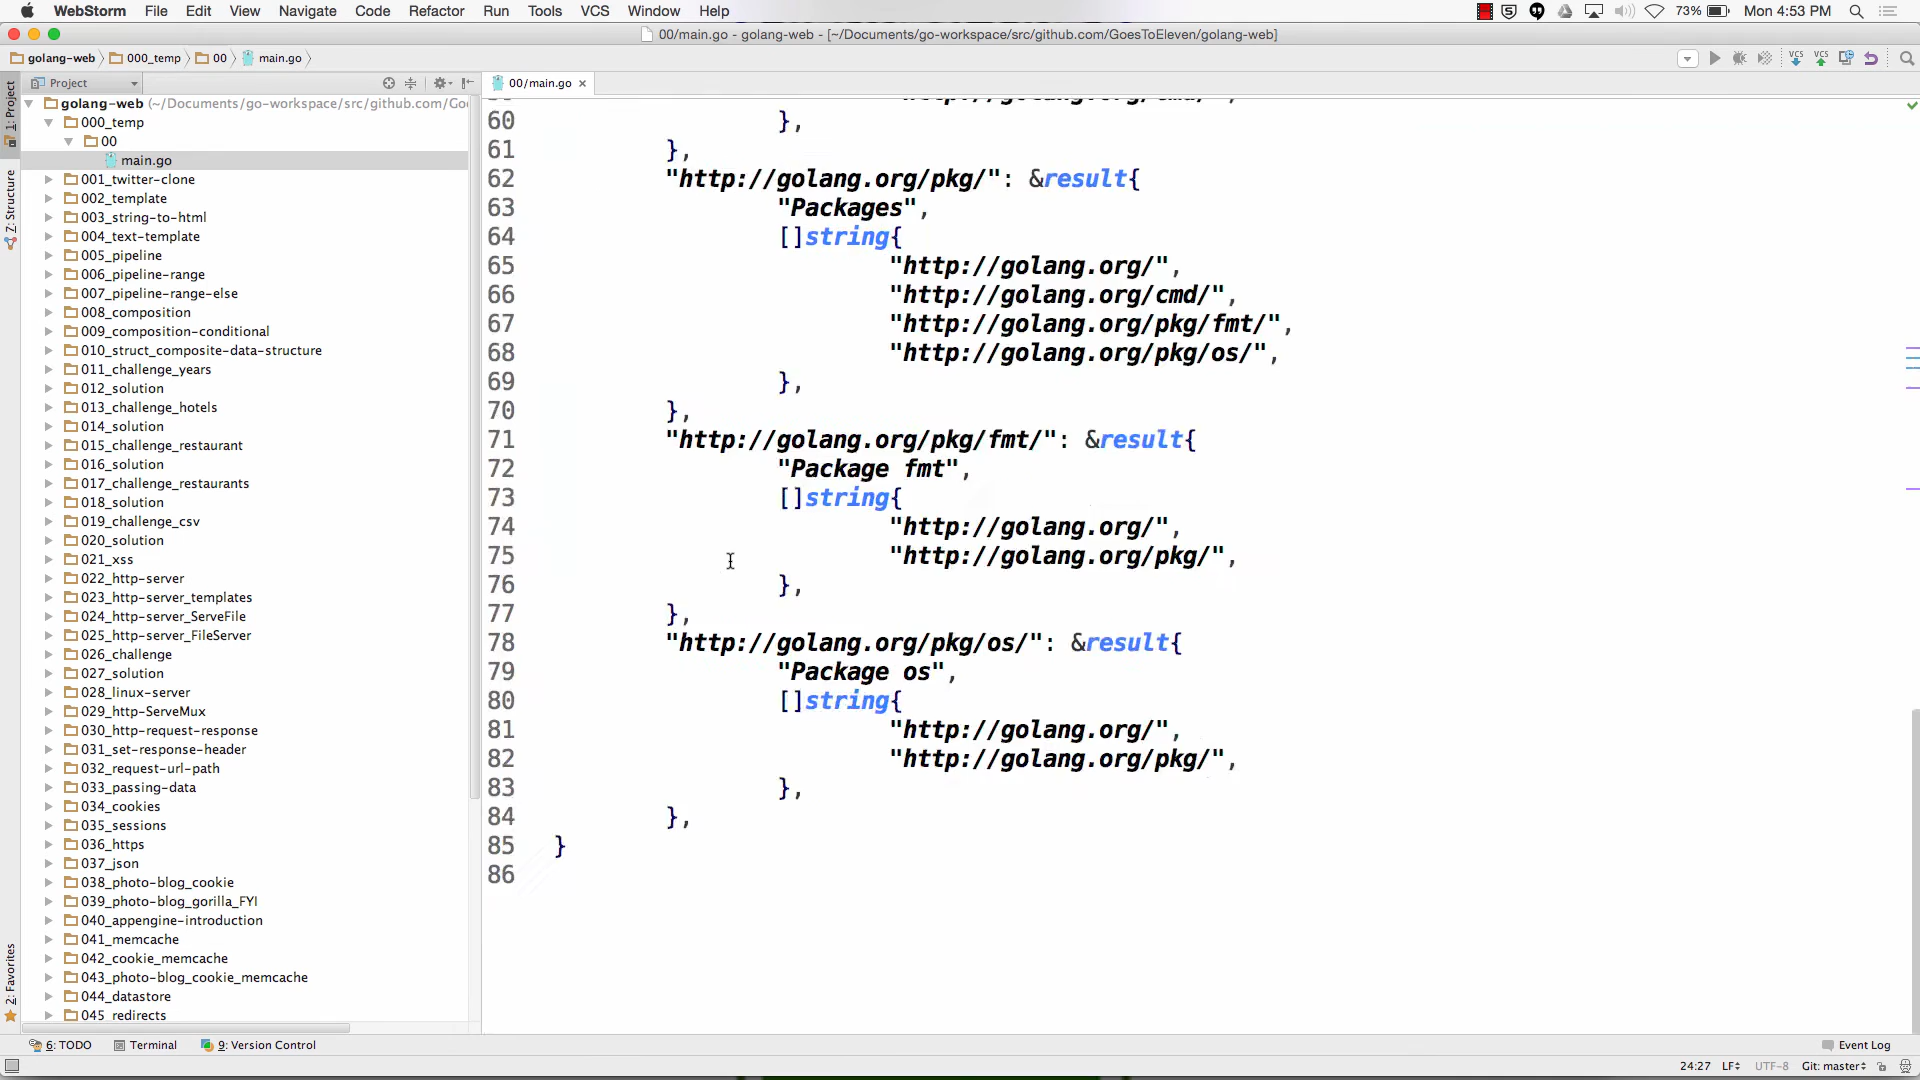 WebStorm File Edit View Navigate Code Refactor Run Tools VCS Window Help 73% Mon 4:53 PM
00/main.go - golang-web - [~/Documents/go-workspace/src/github.com/GoesToEleven/golang-web]
golang-web 000_temp 00 main.go
Project
00/main.go
golang-web (~/Documents/go-workspace/src/github.com/Go
000_temp
00
main.go
001_twitter-clone
002_template
003_string-to-html
004_text-template
005_pipeline
006_pipeline-range
007_pipeline-range-else
008_composition
009_composition-conditional
010_struct_composite-data-structure
011_challenge_years
012_solution
013_challenge_hotels
014_solution
015_challenge_restaurant
016_solution
017_challenge_restaurants
018_solution
019_challenge_csv
020_solution
021_xss
022_http-server
023_http-server_templates
024_http-server_ServeFile
025_http-server_FileServer
026_challenge
027_solution
028_linux-server
029_http-ServeMux
030_http-request-response
031_set-response-header
032_request-url-path
033_passing-data
034_cookies
035_sessions
036_https
037_json
038_photo-blog_cookie
039_photo-blog_gorilla_FYI
040_appengine-introduction
041_memcache
042_cookie_memcache
043_photo-blog_cookie_memcache
044_datastore
045_redirects
1: Project
7: Structure
2: Favorites
60 },
61 },
62 "http://golang.org/pkg/": &result{
63 "Packages",
64 []string{
65 "http://golang.org/",
66 "http://golang.org/cmd/",
67 "http://golang.org/pkg/fmt/",
68 "http://golang.org/pkg/os/",
69 },
70 },
71 "http://golang.org/pkg/fmt/": &result{
72 "Package fmt",
73 []string{
74 "http://golang.org/",
75 "http://golang.org/pkg/",
76 },
77 },
78 "http://golang.org/pkg/os/": &result{
79 "Package os",
80 []string{
81 "http://golang.org/",
82 "http://golang.org/pkg/",
83 },
84 },
85 }
86
6: TODO Terminal 9: Version Control Event Log
24:27 LF UTF-8 Git: master